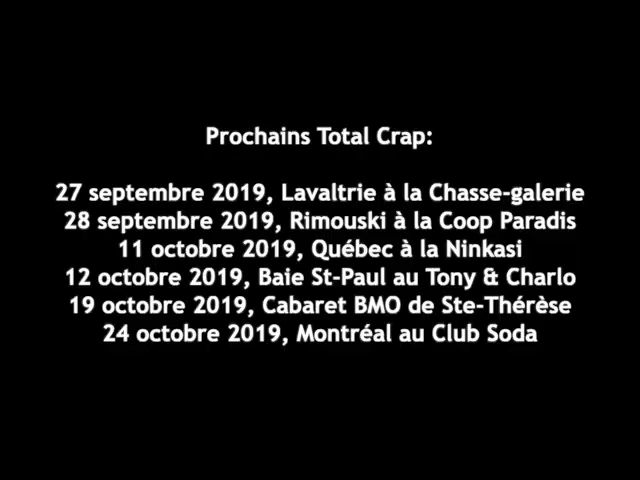 Prochains Total Crap:
27 septembre 2019, Lavaltrie à la Chasse-galerie
28 septembre 2019, Rimouski à la Coop Paradis
11 octobre 2019, Québec à la Ninkasi
12 octobre 2019, Baie St-Paul au Tony & Charlo
19 octobre 2019, Cabaret BMO de Ste-Thérèse
24 octobre 2019, Montréal au Club Soda